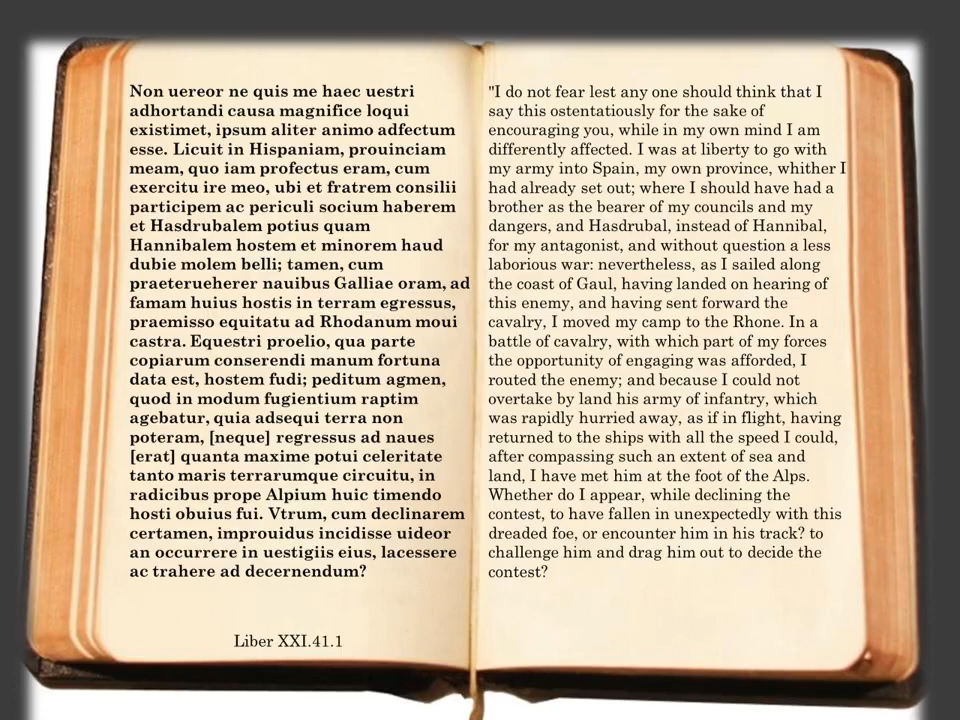 Non uereor ne quis me haec uestri
adhortandi causa magnifice loqui
existimet, ipsum aliter animo adfectum
esse. Licuit in Hispaniam, prouinciam
meam, quo iam profectus eram, cum
exercitu ire meo, ubi et fratrem consilii
participem ac periculi socium haberem
et Hasdrubalem potius quam
Hannibalem hostem et minorem haud
dubie molem belli; tamen, cum
praeterueherer nauibus Galliae oram, ad
famam huius hostis in terram egressus,
praemisso equitatu ad Rhodanum moui
castra. Equestri proelio, qua parte
copiarum conserendi manum fortuna
data est, hostem fudi; peditum agmen,
quod in modum fugientium raptim
agebatur, quia adsequi terra non
poteram, [neque] regressus ad naues
[erat] quanta maxime potui celeritate
tanto maris terrarumque circuitu, in
radicibus prope Alpium huic timendo
hosti obuius fui. Vtrum, cum declinarem
certamen, improuidus incidisse uideor
an occurrere in uestigiis eius, lacessere
ac trahere ad decernendum?
Liber XXI.41.1
"I do not fear lest any one should think that I
say this ostentatiously for the sake of
encouraging you, while in my own mind I am
differently affected. I was at liberty to go with
my army into Spain, my own province, whither I
had already set out; where I should have had a
brother as the bearer of my councils and my
dangers, and Hasdrubal, instead of Hannibal,
for my antagonist, and without question a less
laborious war: nevertheless, as I sailed along
the coast of Gaul, having landed on hearing of
this enemy, and having sent forward the
cavalry, I moved my camp to the Rhone. In a
battle of cavalry, with which part of my forces
the opportunity of engaging was afforded, I
routed the enemy; and because I could not
overtake by land his army of infantry, which
was rapidly hurried away, as if in flight, having
returned to the ships with all the speed I could,
after compassing such an extent of sea and
land, I have met him at the foot of the Alps.
Whether do I appear, while declining the
contest, to have fallen in unexpectedly with this
dreaded foe, or encounter him in his track? to
challenge him and drag him out to decide the
contest?